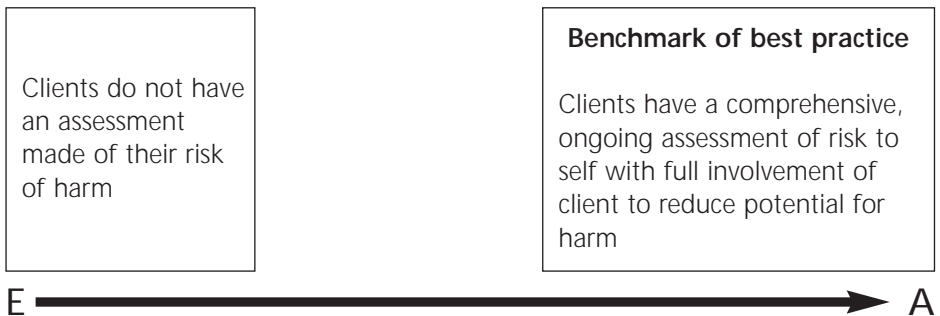 Clients do not have
an assessment
made of their risk
of harm
Benchmark of best practice
Clients have a comprehensive,
ongoing assessment of risk to
self with full involvement of
client to reduce potential for
harm
E
A